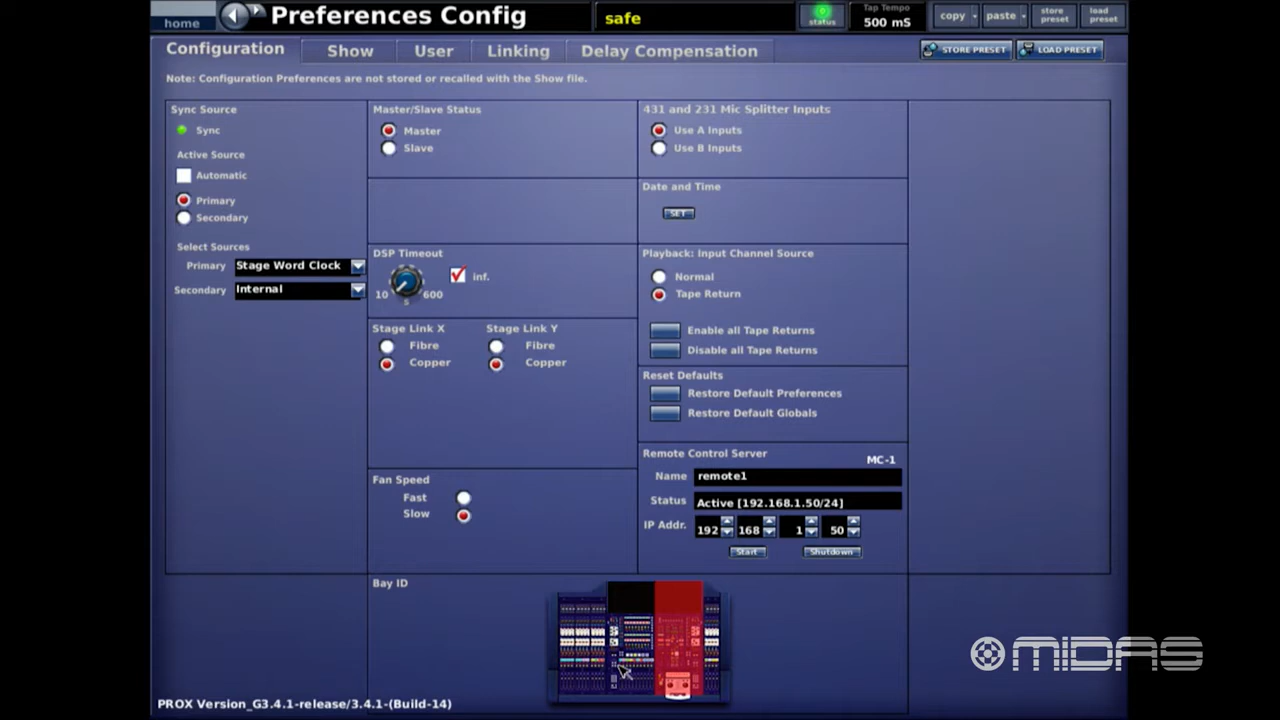 home
Preferences Config
safe
status
Tap Tempo
500 mS
copy
paste
store preset
load preset
Configuration
Show
User
Linking
Delay Compensation
STORE PRESET
LOAD PRESET
Note: Configuration Preferences are not stored or recalled with the Show file.
Sync Source
Sync
Active Source
Automatic
Primary
Secondary
Select Sources
Primary Stage Word Clock
Secondary Internal
Master/Slave Status
Master
Slave
DSP Timeout
inf.
10 s 600
Stage Link X
Fibre
Copper
Stage Link Y
Fibre
Copper
Fan Speed
Fast
Slow
431 and 231 Mic Splitter Inputs
Use A Inputs
Use B Inputs
Date and Time
SET
Playback: Input Channel Source
Normal
Tape Return
Enable all Tape Returns
Disable all Tape Returns
Reset Defaults
Restore Default Preferences
Restore Default Globals
Remote Control Server
MC-1
Name remote1
Status Active [192.168.1.50/24]
IP Addr. 192 168 1 50
Start
Shutdown
Bay ID
MIDAS
PROX Version_G3.4.1-release/3.4.1-(Build-14)